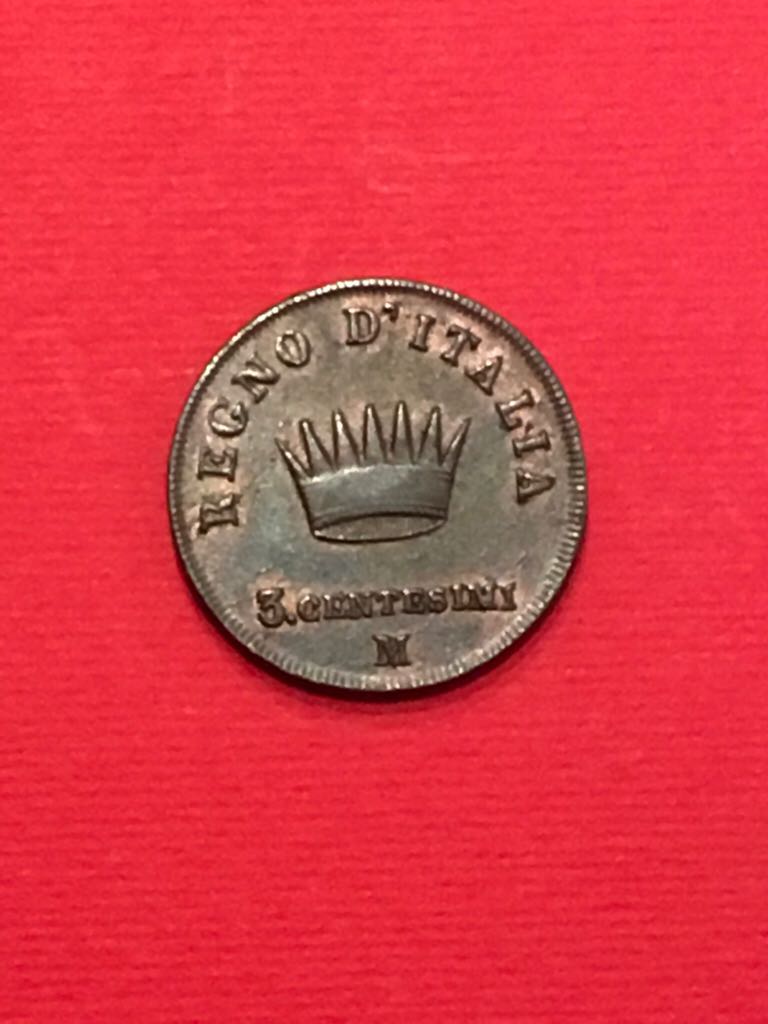 REGNO D'ITALIA
3. CENTESIMI
M